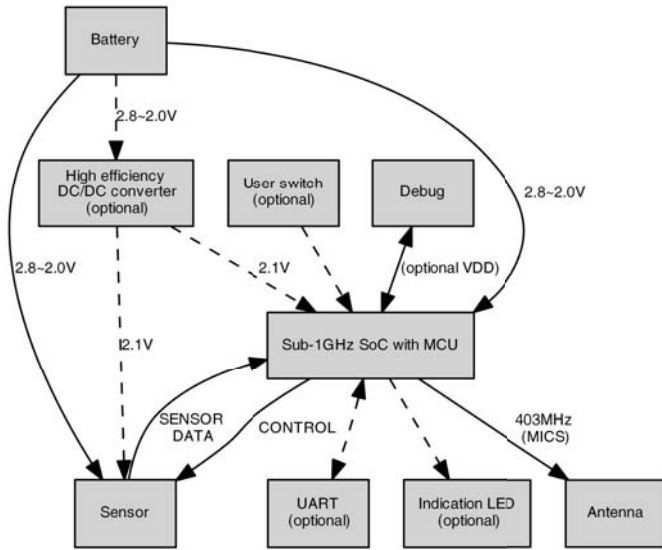 Battery
2.8~2.0V
High efficiency
DC/DC converter
(optional)
User switch
(optional)
Debug
2.8~2.0V
2.8~2.0V
2.1V
(optional VDD)
2.1V
Sub-1GHz SoC with MCU
SENSOR
DATA
CONTROL
403MHz
(MICS)
Sensor
UART
(optional)
Indication LED
(optional)
Antenna